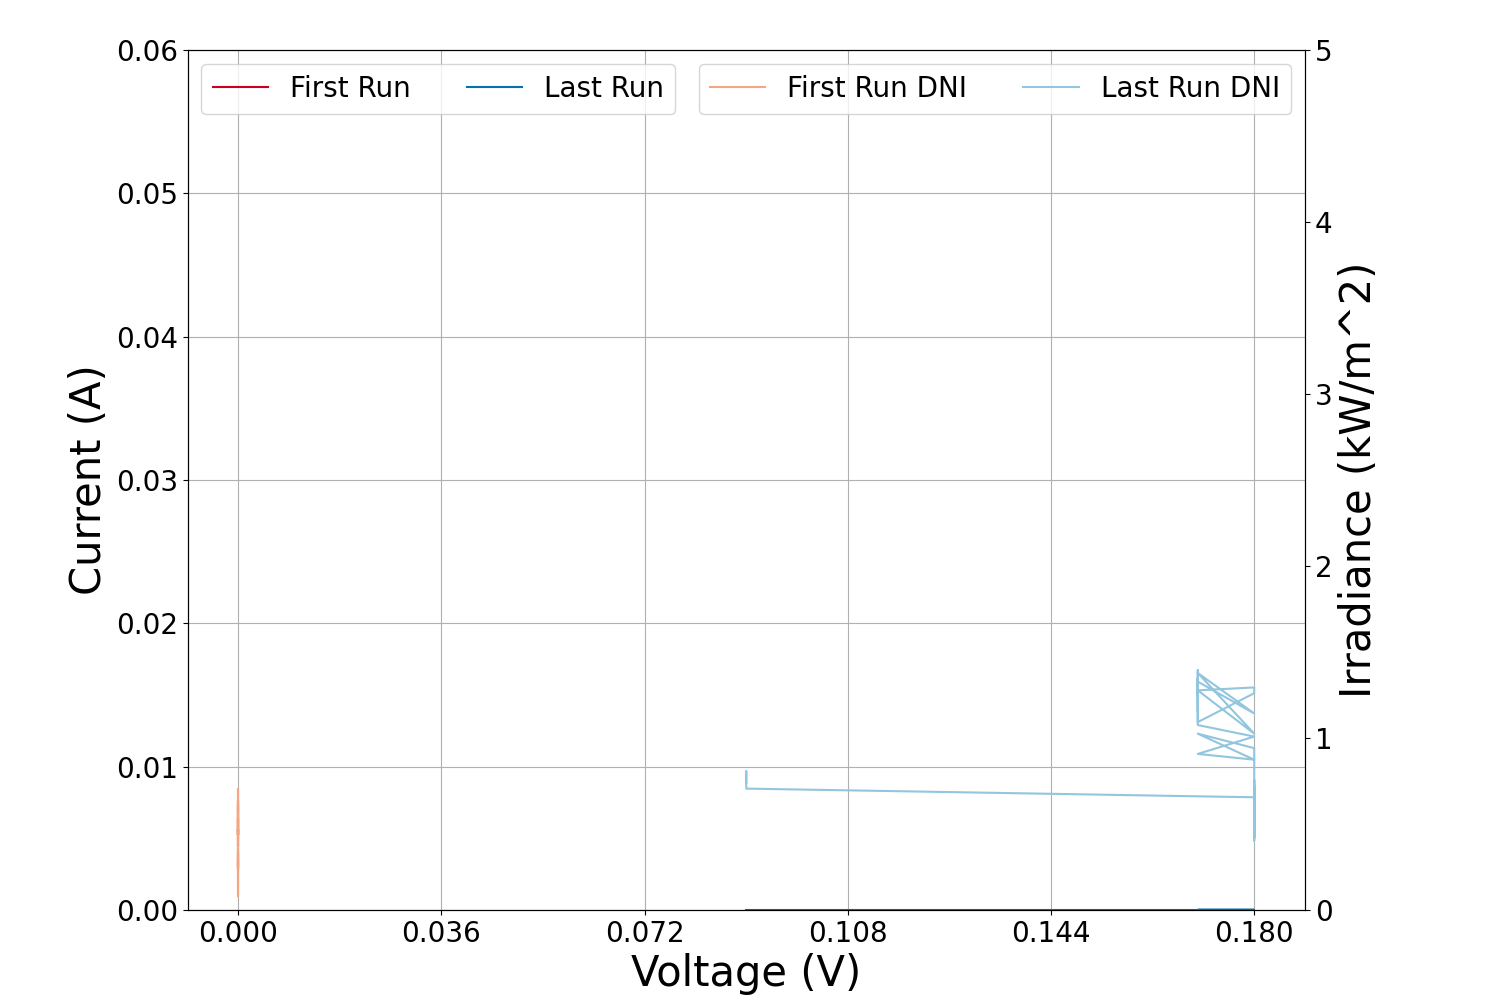 First Run
Last Run
First Run DNI
Last Run DNI
0.06
0.05
0.04
0.03
0.02
0.01
0.00
Current (A)
5
4
3
2
1
0
Irradiance (kW/m^2)
0.000 0.036 0.072 0.108 0.144 0.180
Voltage (V)